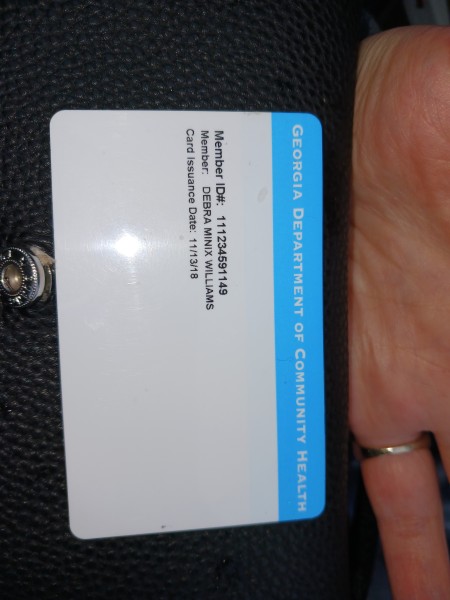 GEORGIA DEPARTMENT OF COMMUNITY HEALTH
Member ID#: 111234591149
Member: DEBRA MINIX WILLIAMS
Card Issuance Date: 11/13/18